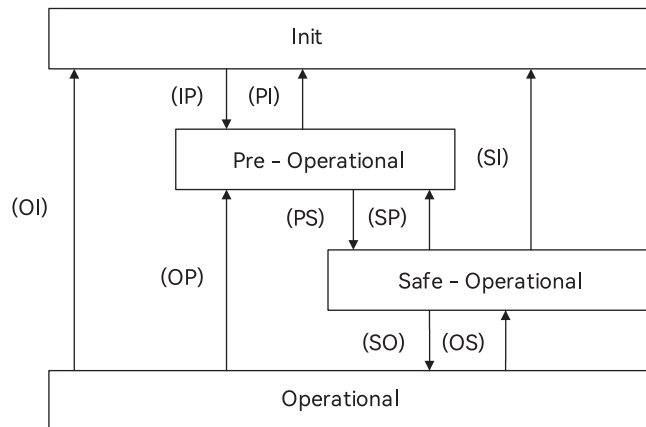 Init
(IP)
(PI)
Pre - Operational
(SI)
(OI)
(PS)
(SP)
(OP)
Safe - Operational
(SO)
(OS)
Operational